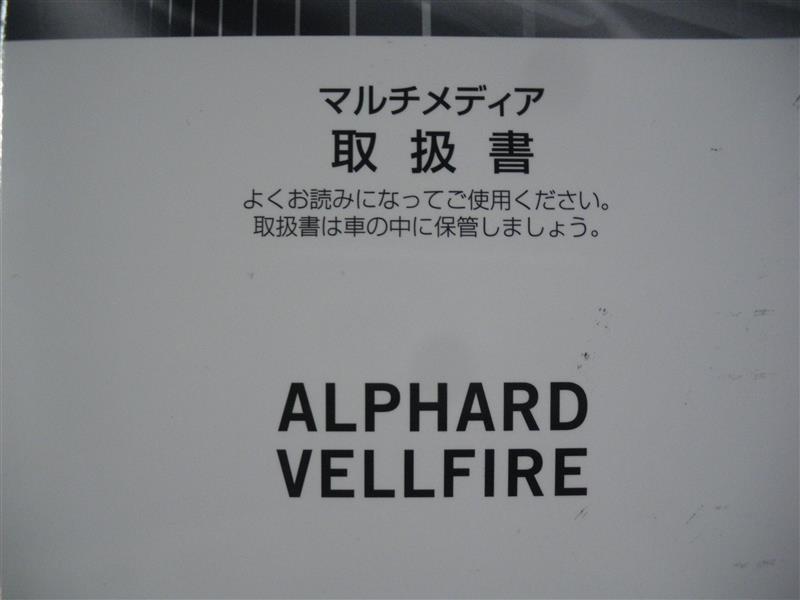 マルチメディア
取扱書
よくお読みになってご使用ください。
取扱書は車の中に保管しましょう。
ALPHARD
VELLFIRE